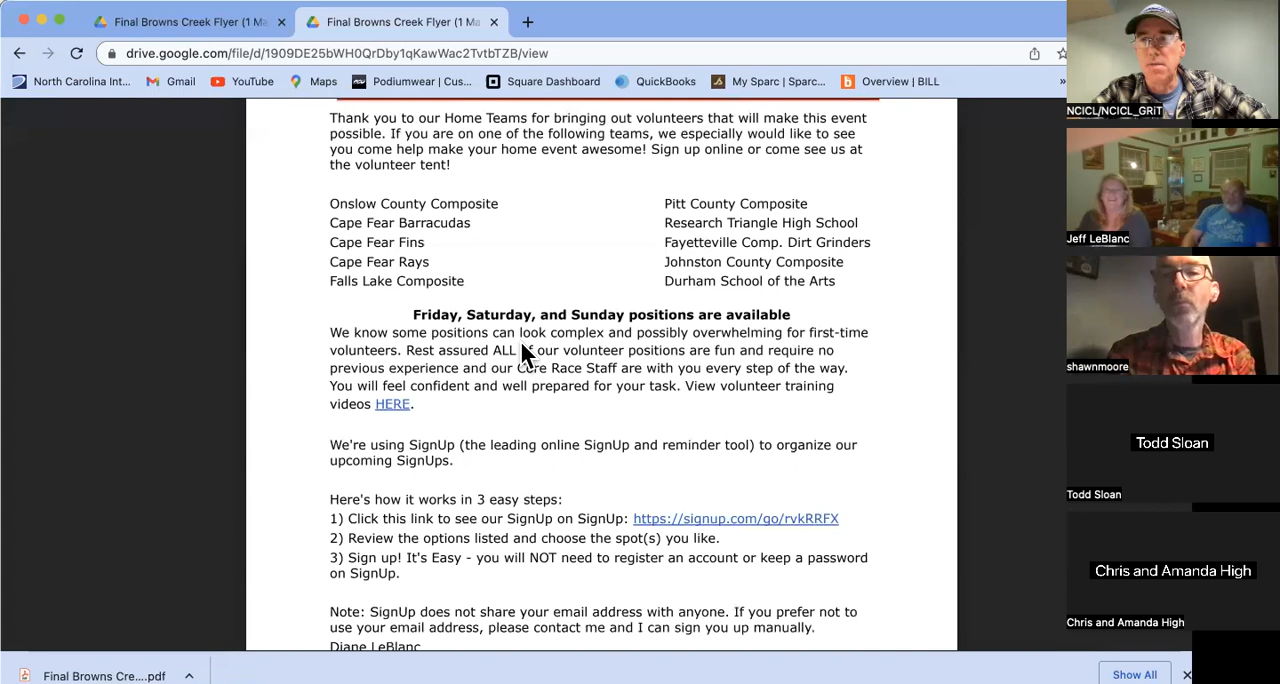 Final Browns Creek Flyer (1 Ma
Final Browns Creek Flyer (1 Ma
drive.google.com/file/d/1909DE25bWH0QrDby1qKawWac2TvtbTZB/view
North Carolina Int...
Gmail
YouTube
Maps
Podiumwear | Cus...
Square Dashboard
QuickBooks
My Sparc | Sparc...
Overview | BILL
»
Thank you to our Home Teams for bringing out volunteers that will make this event
possible. If you are on one of the following teams, we especially would like to see
you come help make your home event awesome! Sign up online or come see us at
the volunteer tent!
Onslow County Composite Pitt County Composite
Cape Fear Barracudas Research Triangle High School
Cape Fear Fins Fayetteville Comp. Dirt Grinders
Cape Fear Rays Johnston County Composite
Falls Lake Composite Durham School of the Arts
Friday, Saturday, and Sunday positions are available
We know some positions can look complex and possibly overwhelming for first-time
volunteers. Rest assured ALL of our volunteer positions are fun and require no
previous experience and our Core Race Staff are with you every step of the way.
You will feel confident and well prepared for your task. View volunteer training
videos HERE.
We're using SignUp (the leading online SignUp and reminder tool) to organize our
upcoming SignUps.
Here's how it works in 3 easy steps:
1) Click this link to see our SignUp on SignUp: https://signup.com/go/rvkRRFX
2) Review the options listed and choose the spot(s) you like.
3) Sign up! It's Easy - you will NOT need to register an account or keep a password
on SignUp.
Note: SignUp does not share your email address with anyone. If you prefer not to
use your email address, please contact me and I can sign you up manually.
Diane LeBlanc
Final Browns Cre....pdf
Show All
NCICL/NCICL_GRiT
Jeff LeBlanc
shawnmoore
Todd Sloan
Todd Sloan
Chris and Amanda High
Chris and Amanda High